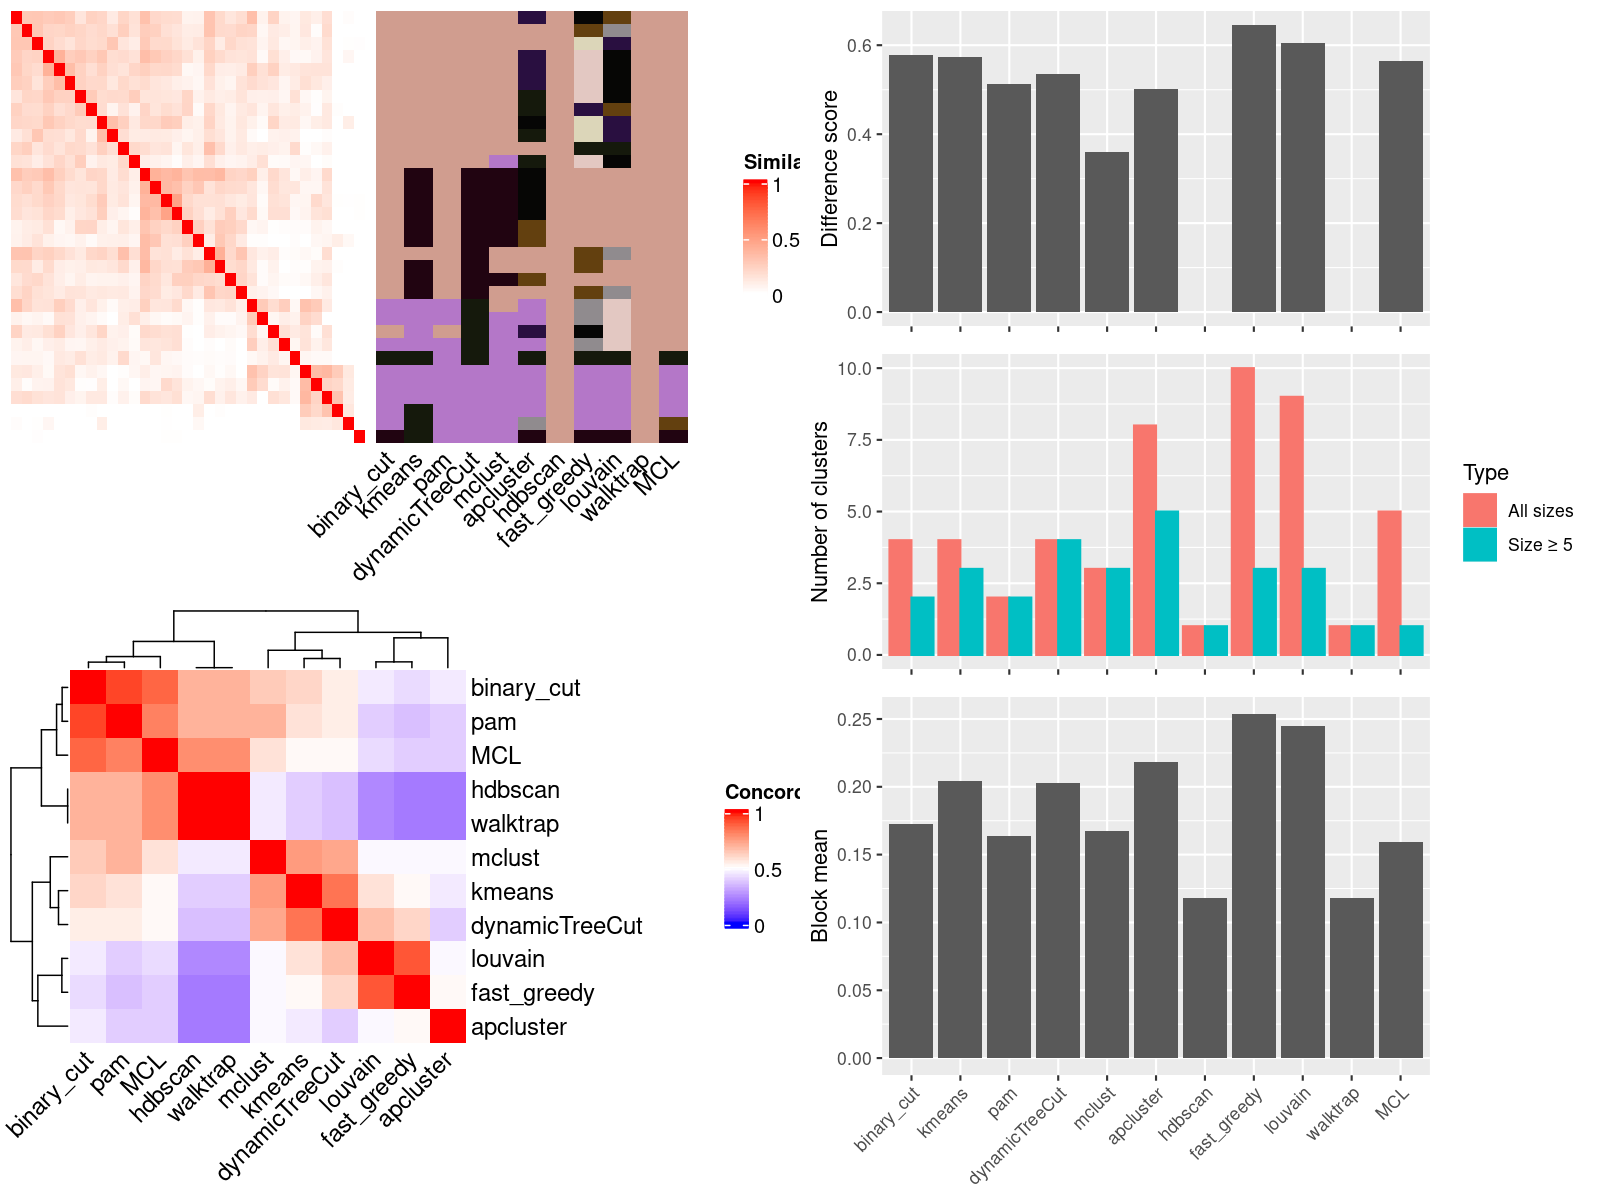 Simila
1
0.5
0
binary_cut
kmeans
pam
dynamicTreeCut
mclust
apcluster
hdbscan
fast_greedy
louvain
walktrap
MCL
binary_cut
pam
MCL
hdbscan
walktrap
mclust
kmeans
dynamicTreeCut
louvain
fast_greedy
apcluster
binary_cut
pam
MCL
hdbscan
walktrap
mclust
kmeans
dynamicTreeCut
louvain
fast_greedy
apcluster
Concord
1
0.5
0
Difference score
0.6
0.4
0.2
0.0
Number of clusters
10.0
7.5
5.0
2.5
0.0
Type
All sizes
Size ≥ 5
Block mean
0.25
0.20
0.15
0.10
0.05
0.00
binary_cut
kmeans
pam
dynamicTreeCut
mclust
apcluster
hdbscan
fast_greedy
louvain
walktrap
MCL